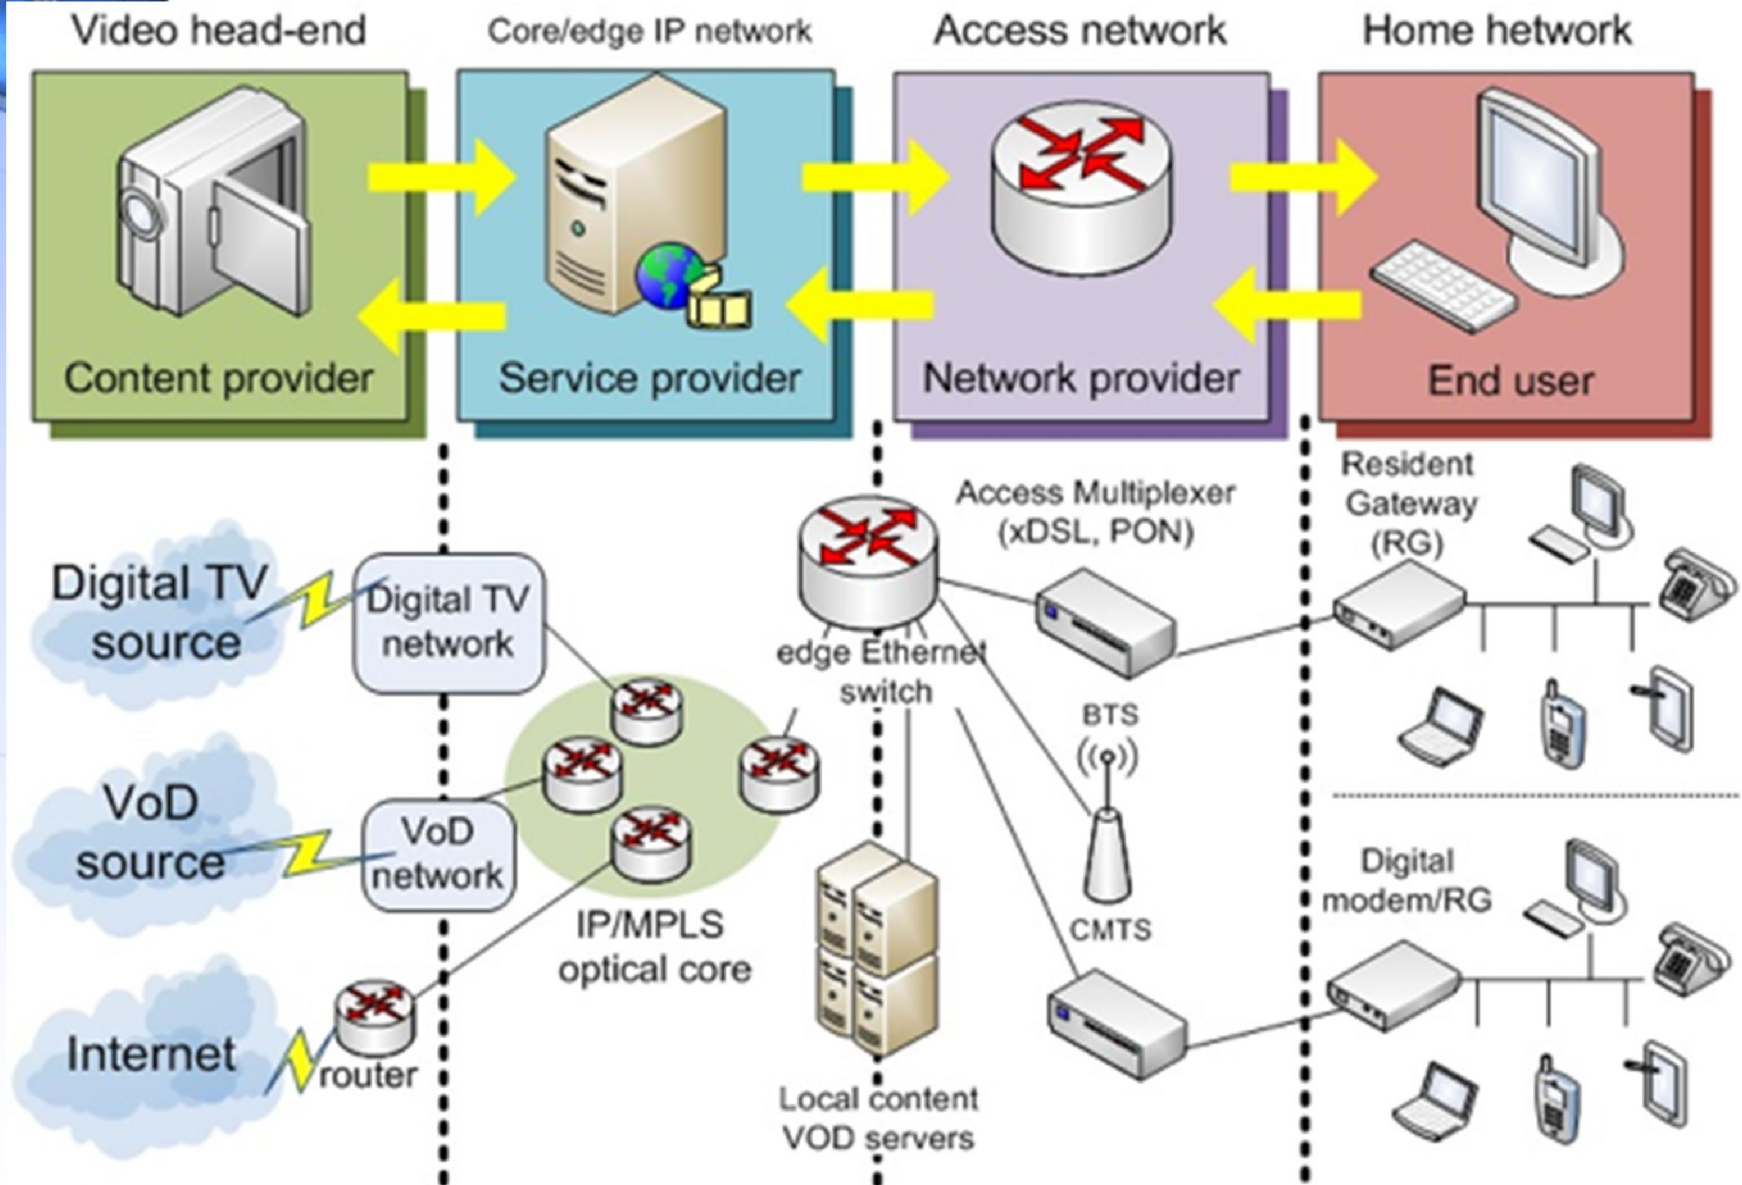 Video head-end
Core/edge IP network
Access network
Home hetwork
Content provider
Service provider
Network provider
End user
Digital TV
source
Digital TV
network
VoD
source
VoD
network
Internet
router
IP/MPLS
optical core
edge Ethernet
switch
Local content
VOD servers
Access Multiplexer
(xDSL, PON)
BTS
CMTS
Resident
Gateway
(RG)
Digital
modem/RG